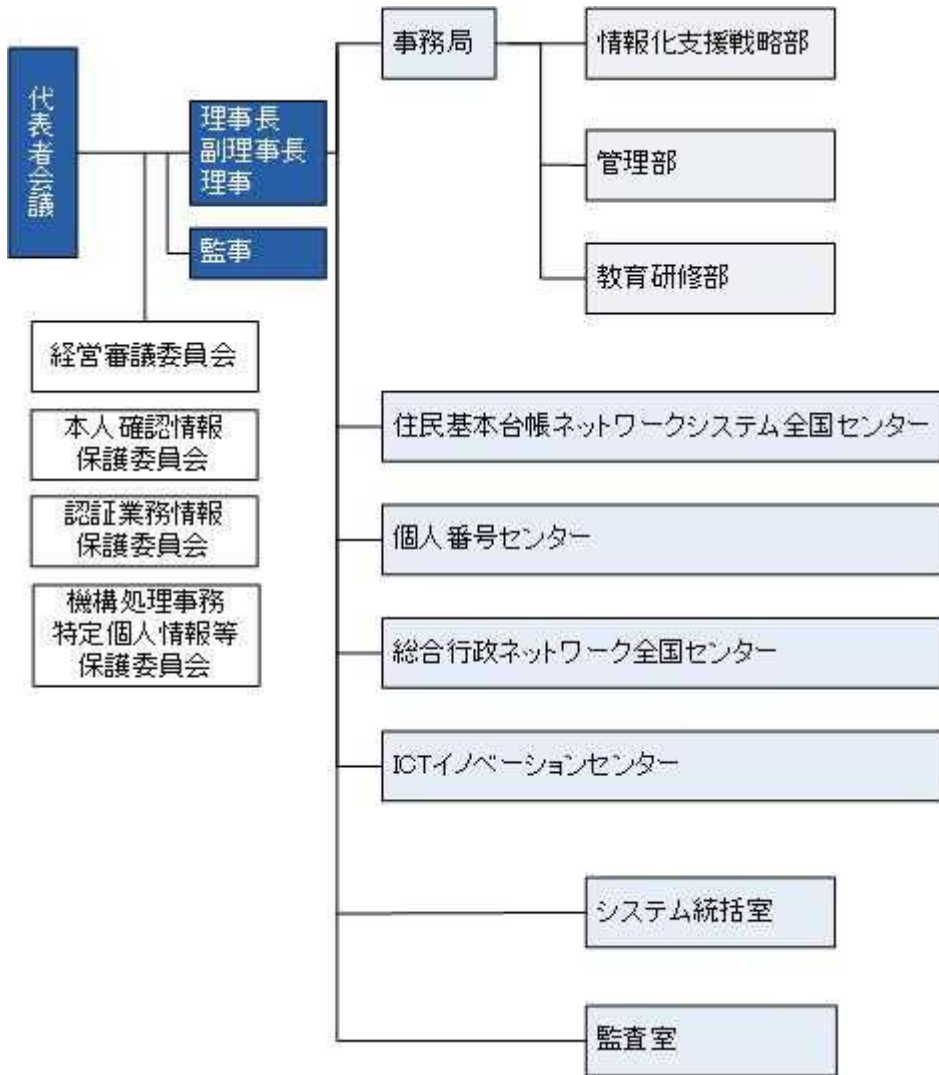 代表者会議
理事長
副理事長
理事
監事
経営審議委員会
本人確認情報
保護委員会
認証業務情報
保護委員会
機構処理事務
特定個人情報等
保護委員会
事務局
情報化支援戦略部
管理部
教育研修部
住民基本台帳ネットワークシステム全国センター
個人番号センター
総合行政ネットワーク全国センター
ICTイノベーションセンター
システム統括室
監査室